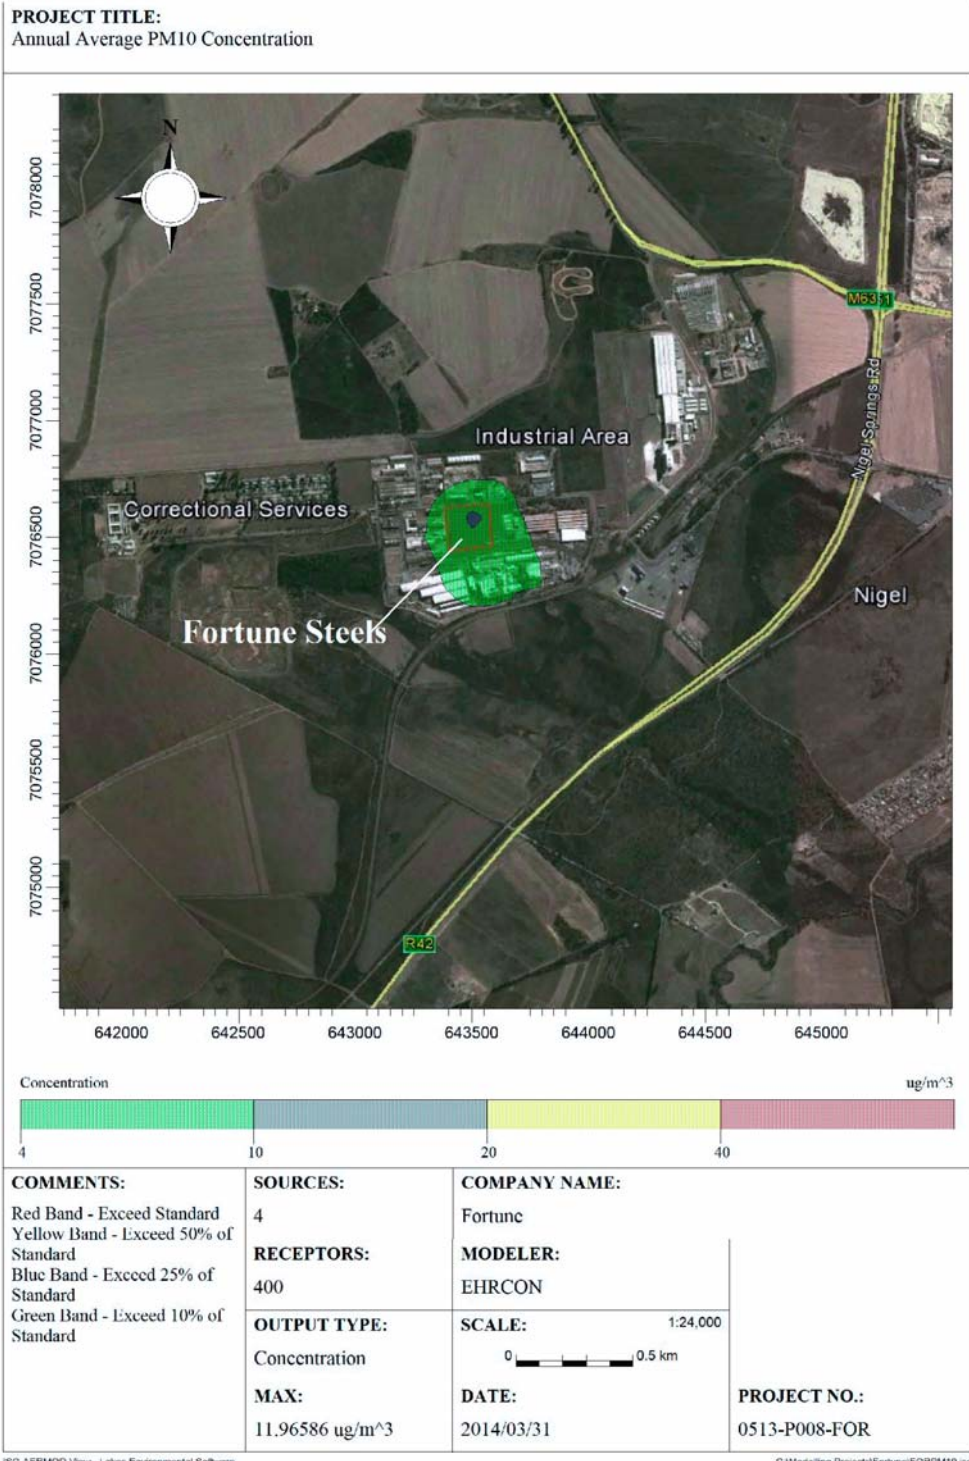 PROJECT TITLE:
Annual Average PM10 Concentration
N
7078000
7077500
7077000
7076500
7076000
7075500
7075000
M63
Nigel Springs Rd
Industrial Area
Correctional Services
Nigel
Fortune Steels
R42
642000 642500 643000 643500 644000 644500 645000
Concentration ug/m^3
4 10 20 40
COMMENTS:
Red Band - Exceed Standard
Yellow Band - Exceed 50% of
Standard
Blue Band - Exceed 25% of
Standard
Green Band - Exceed 10% of
Standard
SOURCES:
4
COMPANY NAME:
Fortune
RECEPTORS:
400
MODELER:
EHRCON
OUTPUT TYPE:
Concentration
SCALE: 1:24,000
0 0.5 km
MAX:
11.96586 ug/m^3
DATE:
2014/03/31
PROJECT NO.:
0513-P008-FOR